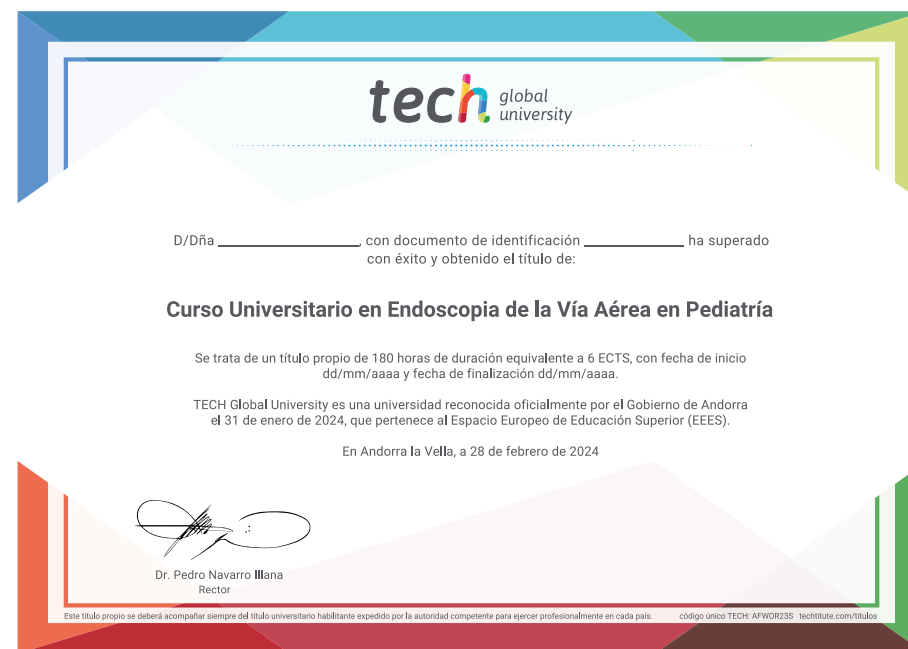 tech global university
D/Dña ____________________, con documento de identificación ______________ ha superado
con éxito y obtenido el título de:
Curso Universitario en Endoscopia de la Vía Aérea en Pediatría
Se trata de un título propio de 180 horas de duración equivalente a 6 ECTS, con fecha de inicio
dd/mm/aaaa y fecha de finalización dd/mm/aaaa.
TECH Global University es una universidad reconocida oficialmente por el Gobierno de Andorra
el 31 de enero de 2024, que pertenece al Espacio Europeo de Educación Superior (EEES).
En Andorra la Vella, a 28 de febrero de 2024
Dr. Pedro Navarro Illana
Rector
Este título propio se deberá acompañar siempre del título universitario habilitante expedido por la autoridad competente para ejercer profesionalmente en cada país. código único TECH: AFWOR23S techtitute.com/titulos